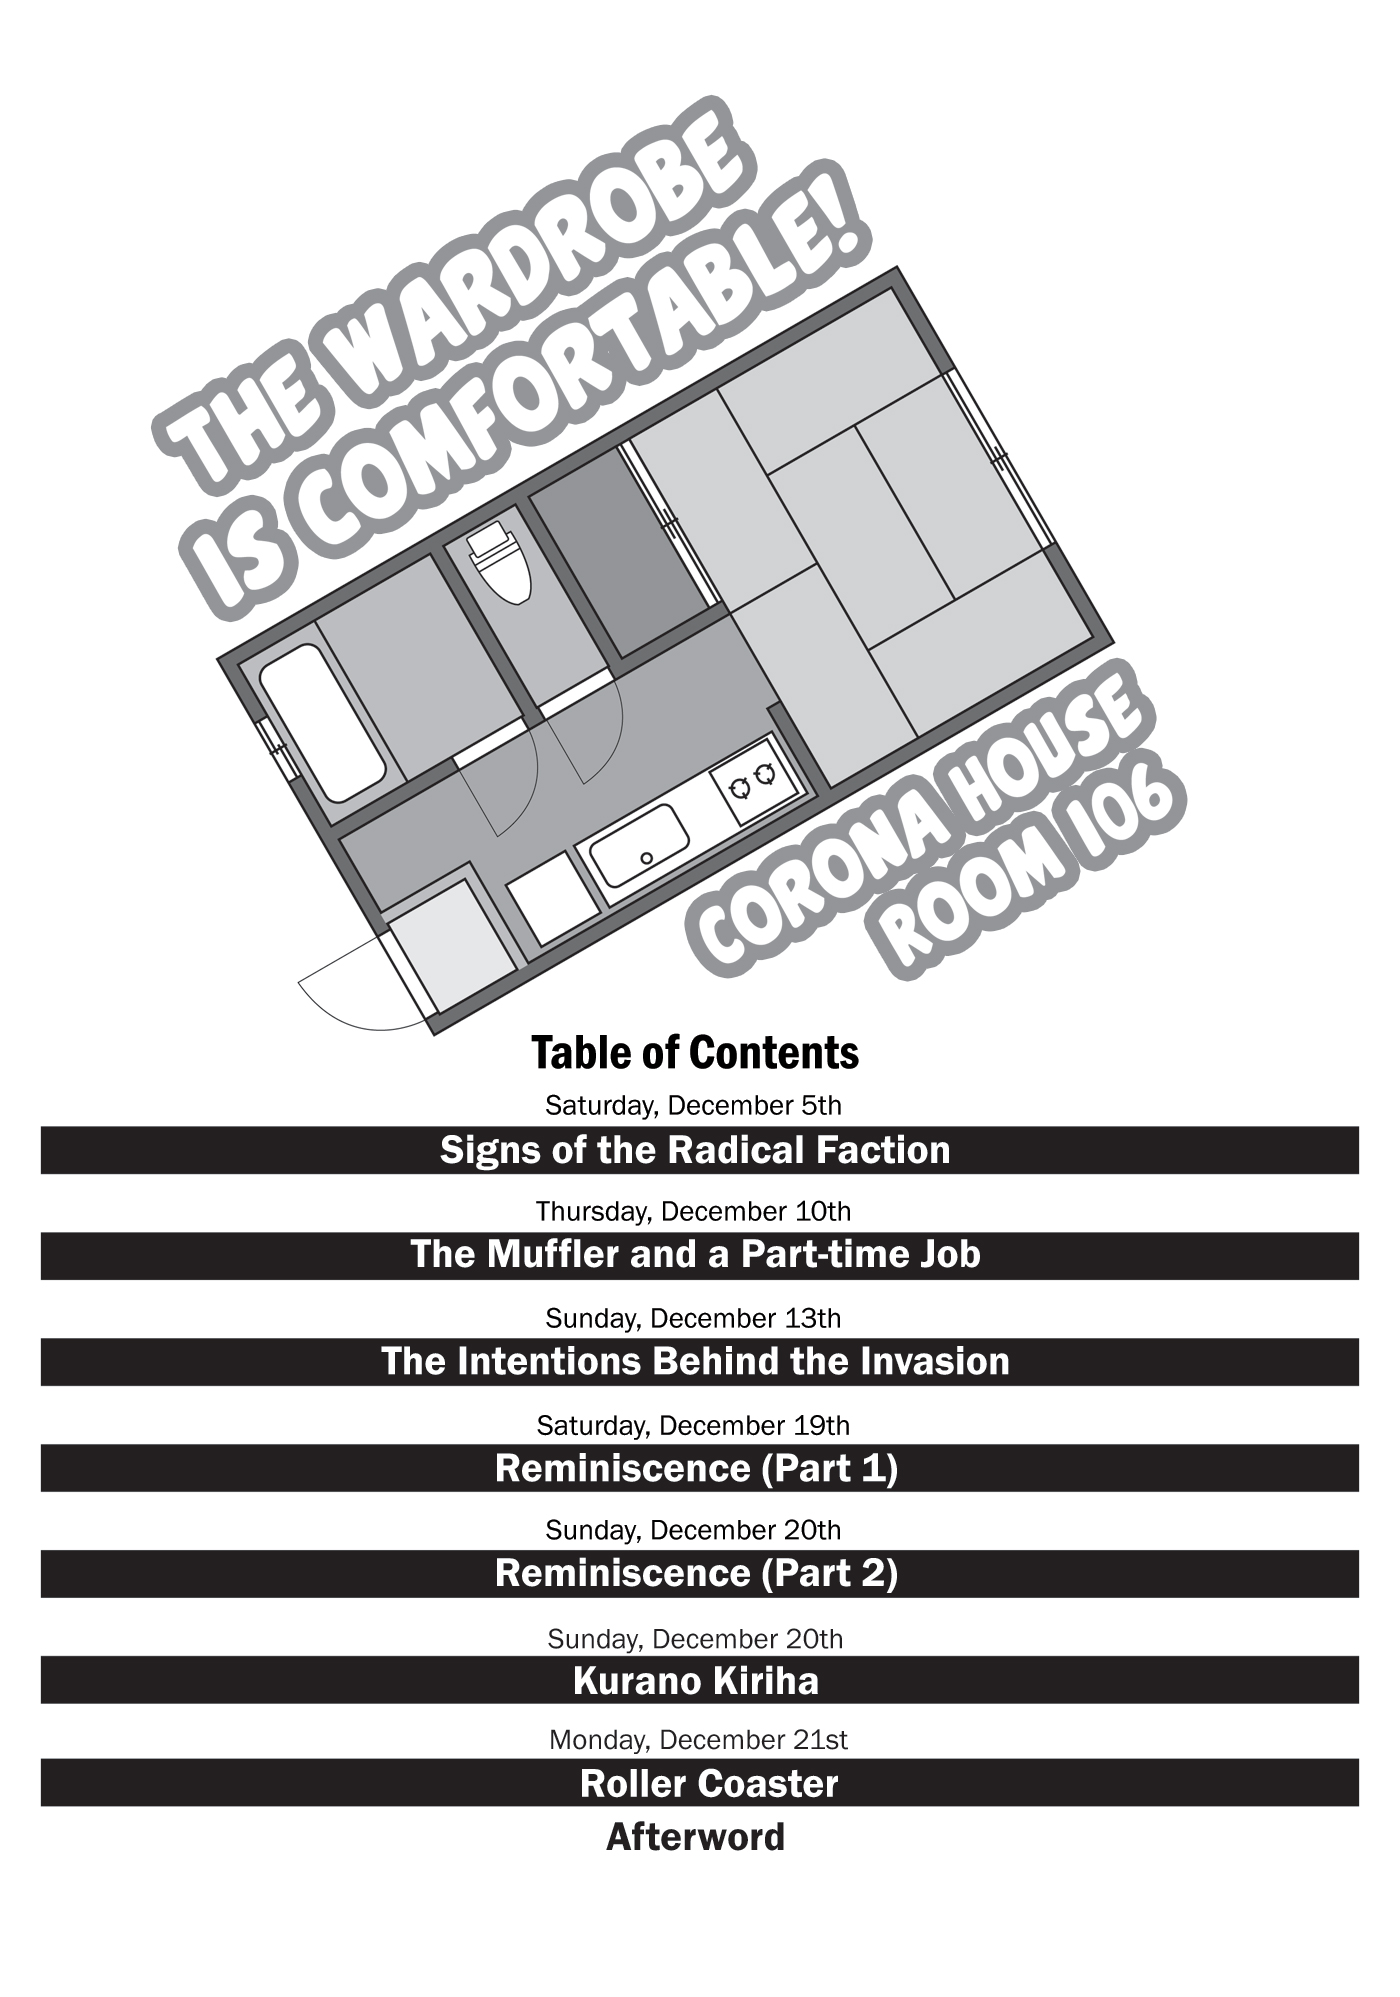 THE WARDROBE
IS COMFORTABLE!
CORONA HOUSE
ROOM 106
Table of Contents
Saturday, December 5th
Signs of the Radical Faction
Thursday, December 10th
The Muffler and a Part-time Job
Sunday, December 13th
The Intentions Behind the Invasion
Saturday, December 19th
Reminiscence (Part 1)
Sunday, December 20th
Reminiscence (Part 2)
Sunday, December 20th
Kurano Kiriha
Monday, December 21st
Roller Coaster
Afterword